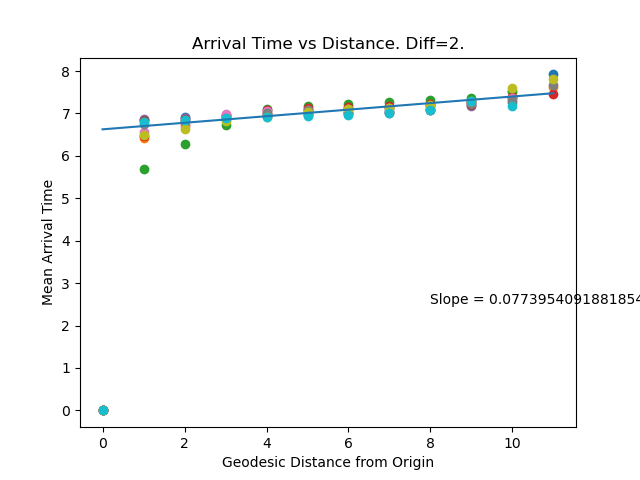 Arrival Time vs Distance. Diff=2.
8
7
6
5
4
3
2
1
0
Mean Arrival Time
Slope = 0.0773954091881854
0 2 4 6 8 10
Geodesic Distance from Origin